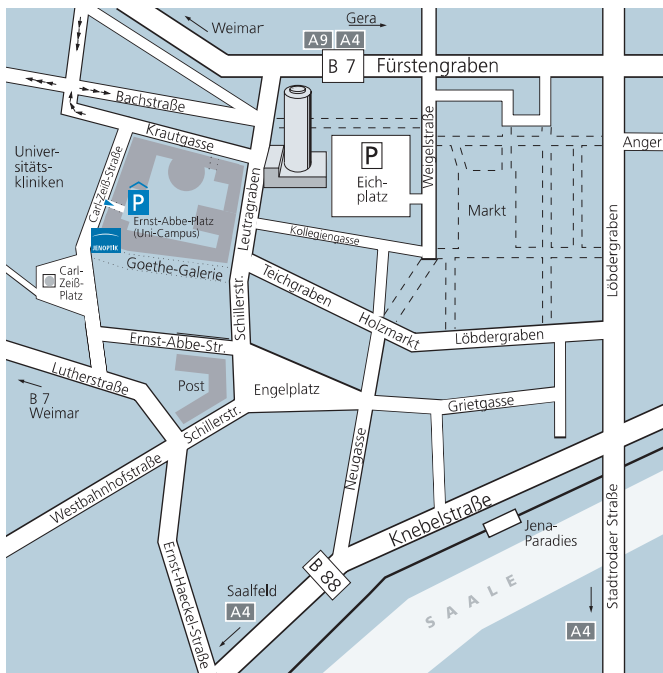 Weimar
Gera
A9
A4
B 7
Fürstengraben
Bachstraße
Krautgasse
Univer-
sitäts-
kliniken
Carl-Zeiß-Straße
P
Ernst-Abbe-Platz
(Uni-Campus)
JENOPTIK
Goethe-Galerie
Leutragraben
P
Eich-
platz
Weigelstraße
Markt
Anger
Löbdergraben
Kollegiengasse
Carl-
Zeiß-
Platz
Teichgraben
Schillerstr.
Holzmarkt
Löbdergraben
Ernst-Abbe-Str.
Lutherstraße
Post
Engelplatz
Grietgasse
B 7
Weimar
Schillerstr.
Westbahnhofstraße
Neugasse
Knebelstraße
Jena-
Paradies
Stadtrodaer Straße
Ernst-Haeckel-Straße
B 88
Saalfeld
A4
SAALE
A4